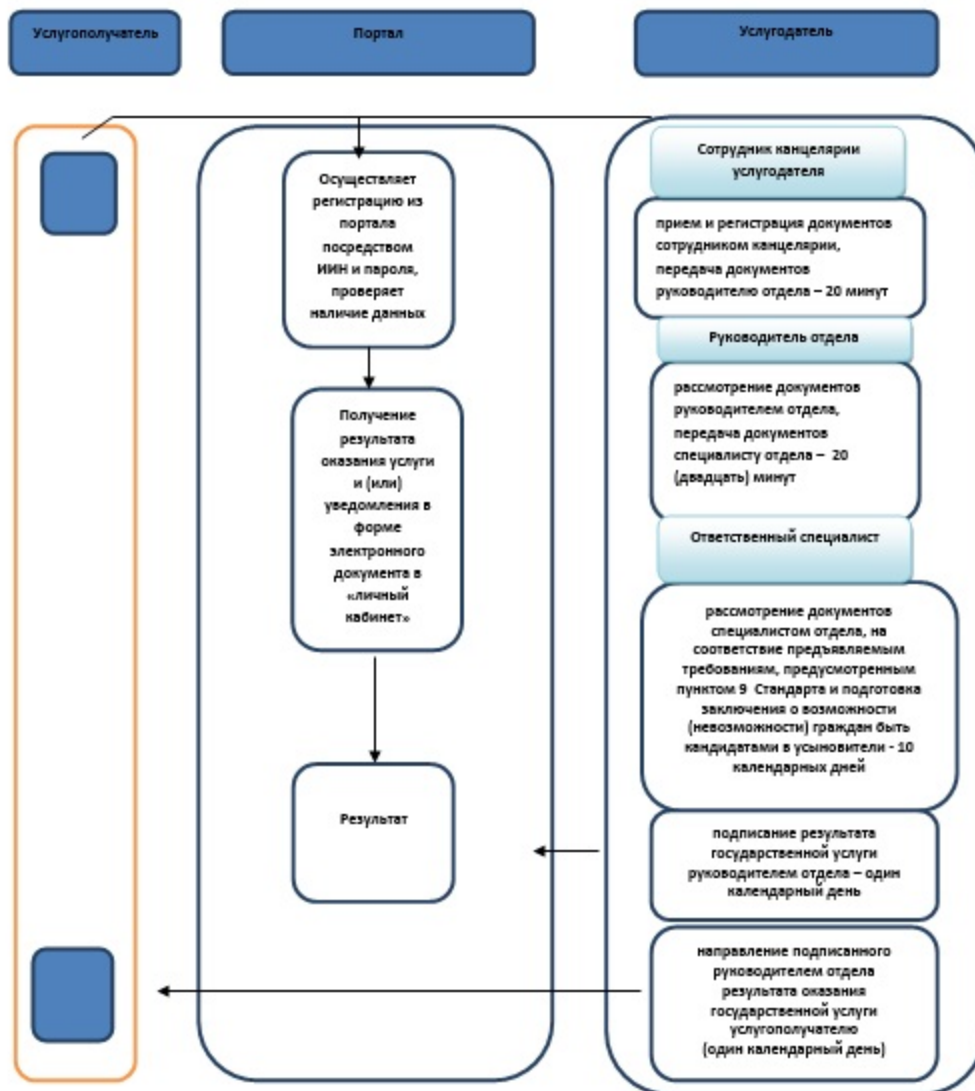 Услугополучатель
Портал
Услугодатель
Осуществляет
регистрацию из
портала
посредством
ИИН и пароля,
проверяет
наличие данных
Получение
результата
оказания услуги
и (или)
уведомления в
форме
электронного
документа в
«личный
кабинет»
Результат
Сотрудник канцелярии
услугодателя
прием и регистрация документов
сотрудником канцелярии,
передача документов
руководителю отдела – 20 минут
Руководитель отдела
рассмотрение документов
руководителем отдела,
передача документов
специалисту отдела – 20
(двадцать) минут
Ответственный специалист
рассмотрение документов
специалистом отдела, на
соответствие предъявляемым
требованиям, предусмотренным
пунктом 9 Стандарта и подготовка
заключения о возможности
(невозможности) граждан быть
кандидатами в усыновители - 10
календарных дней
подписание результата
государственной услуги
руководителем отдела – один
календарный день
направление подписанного
руководителем отдела
результата оказания
государственной услуги
услугополучателю
(один календарный день)